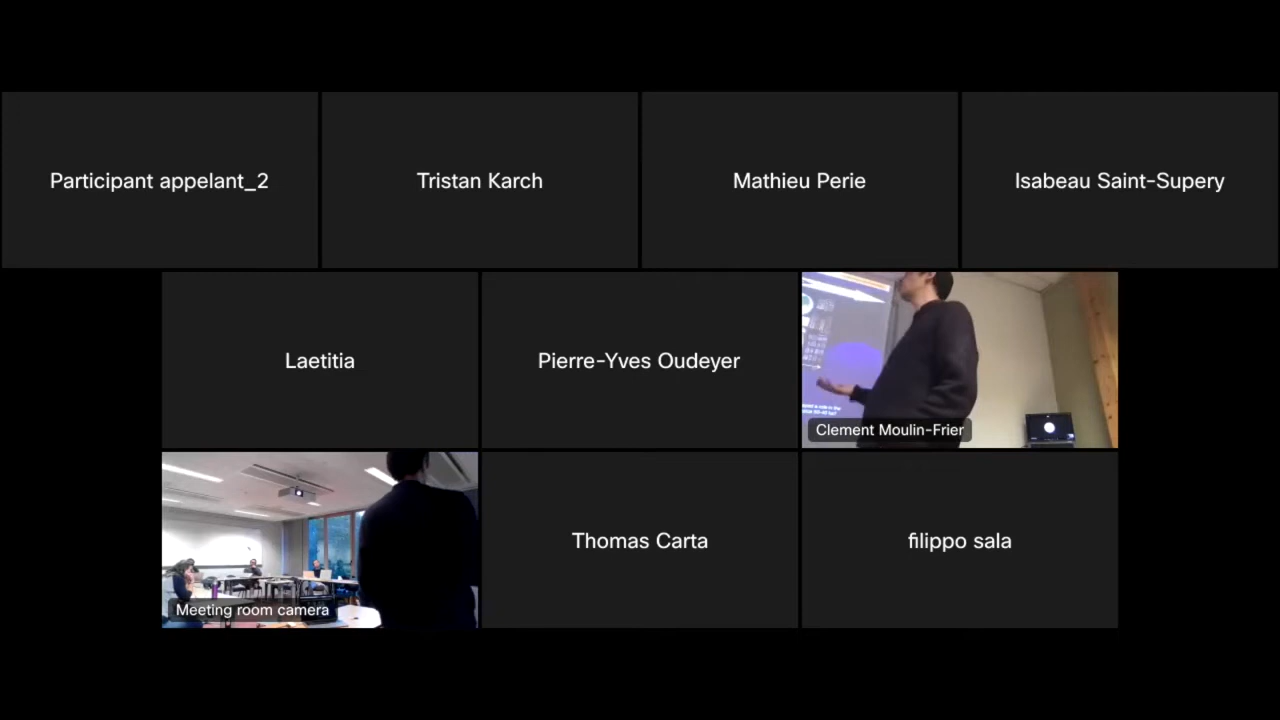 Participant appelant_2
Tristan Karch
Mathieu Perie
Isabeau Saint-Supery
Laetitia
Pierre-Yves Oudeyer
Clement Moulin-Frier
Meeting room camera
Thomas Carta
filippo sala